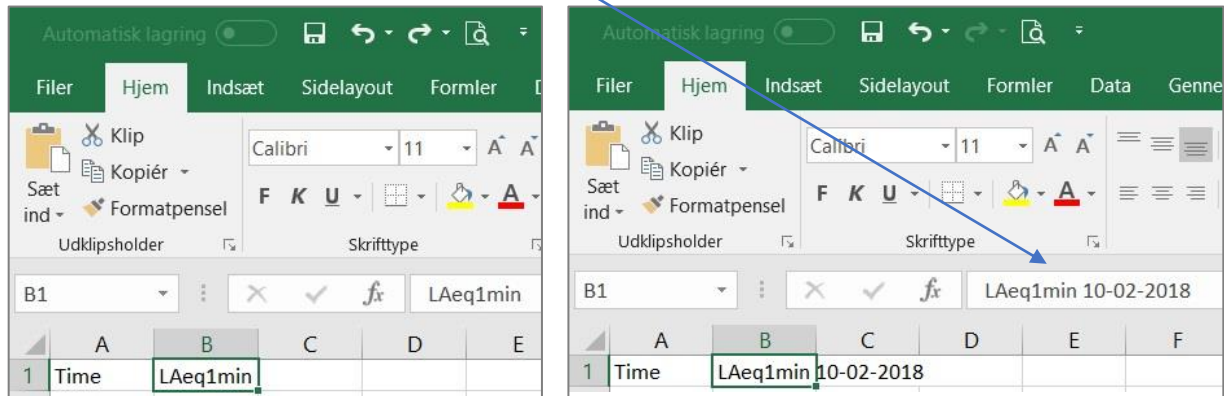 Automatisk lagring
Filer Hjem Indsæt Sidelayout Formler
Klip
Kopiér
Formatpensel
Sæt
ind
Calibri 11 A A
F K U A
Udklipsholder Skrifttype
B1 fx LAeq1min
A B C D E
1 Time LAeq1min
Automatisk lagring
Filer Hjem Indsæt Sidelayout Formler Data Genne
Klip
Kopiér
Formatpensel
Sæt
ind
Calibri 11 A A
F K U A
Udklipsholder Skrifttype
B1 fx LAeq1min 10-02-2018
A B C D E F
1 Time LAeq1min 10-02-2018